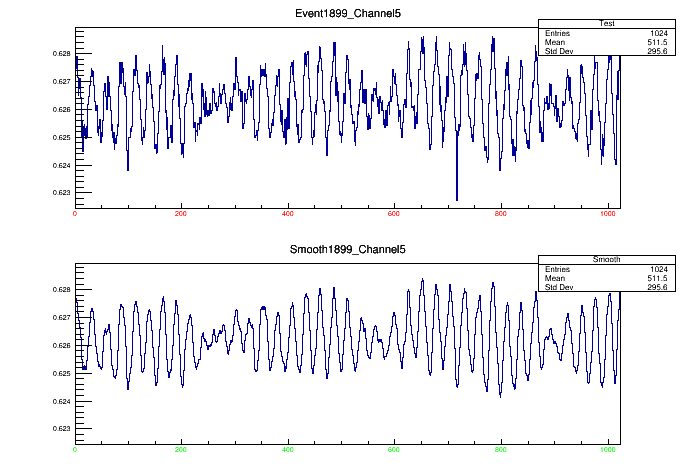 Event1899_Channel5
Test
Entries 1024
Mean 511.5
Std Dev 295.6
0.628
0.627
0.626
0.625
0.624
0.623
0 200 400 600 800 1000
Smooth1899_Channel5
Smooth
Entries 1024
Mean 511.5
Std Dev 295.6
0.628
0.627
0.626
0.625
0.624
0.623
0 200 400 600 800 1000